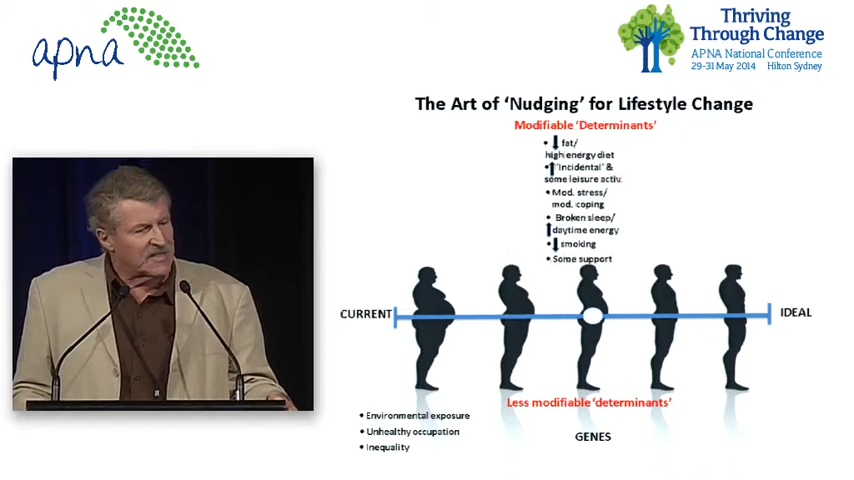 apna
Thriving
Through Change
APNA National Conference
29-31 May 2014 Hilton Sydney
The Art of 'Nudging' for Lifestyle Change
Modifiable 'Determinants'
• fat/
high energy diet
• 'Incidental' &
some leisure activ.
• Mod. stress/
mod. coping
• Broken sleep/
daytime energy
• smoking
• Some support
CURRENT
IDEAL
Less modifiable 'determinants'
• Environmental exposure
• Unhealthy occupation
• Inequality
GENES